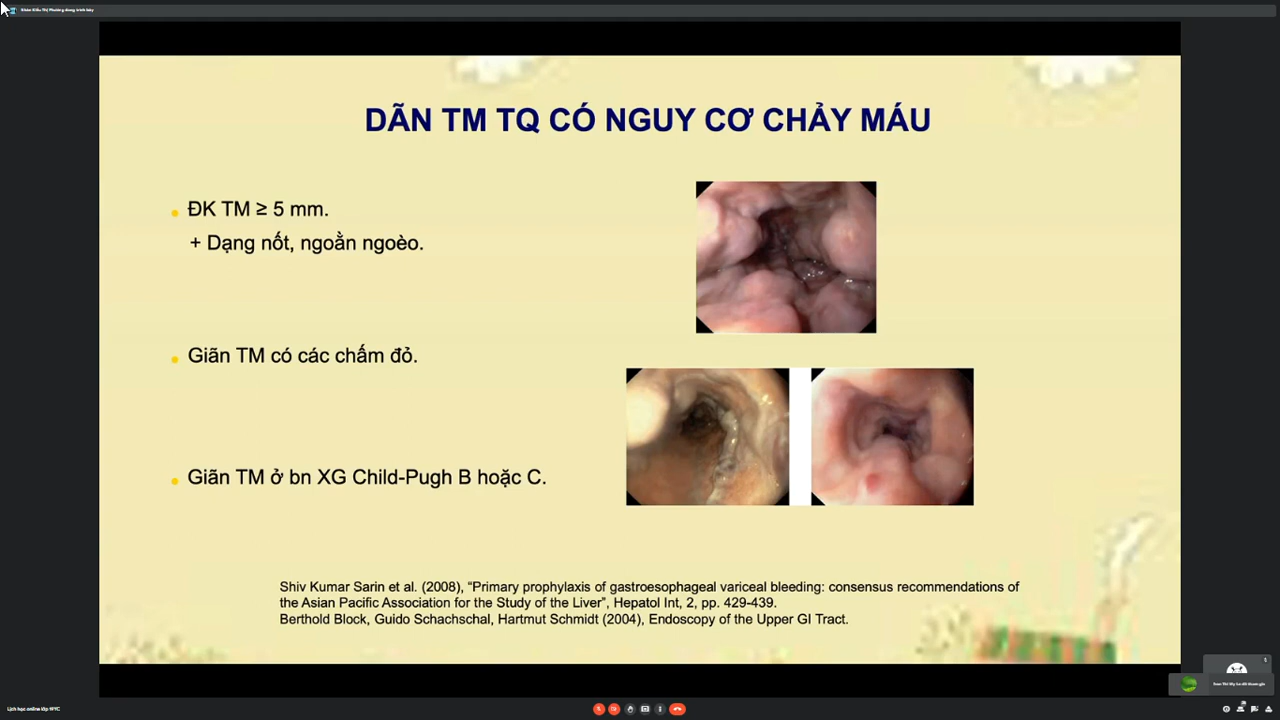 DÃN TM TQ CÓ NGUY CƠ CHẢY MÁU
ĐK TM ≥ 5 mm.
+ Dạng nốt, ngoằn ngoèo.
Giãn TM có các chấm đỏ.
Giãn TM ở bn XG Child-Pugh B hoặc C.
Shiv Kumar Sarin et al. (2008), “Primary prophylaxis of gastroesophageal variceal bleeding: consensus recommendations of
the Asian Pacific Association for the Study of the Liver”, Hepatol Int, 2, pp. 429-439.
Berthold Block, Guido Schachschal, Hartmut Schmidt (2004), Endoscopy of the Upper GI Tract.